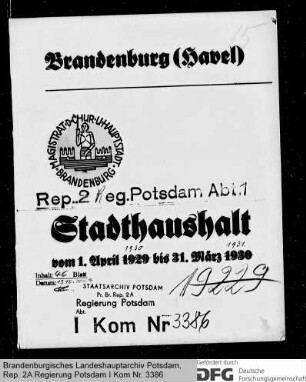 15
Brandenburg (Havel)
MAGISTRAT D. CHUR U. HAUPTSTADT
BRANDENBURG
Rep. 2 Reg. Potsdam Abt. 1
Stadthaushalt
1930 1931.
vom 1. April 1929 bis 31. März 1930
Inhalt: 46 Blatt
Datum:
19229
STAATSARCHIV POTSDAM
Pr. Br. Rep. 2A
Regierung Potsdam
Abt.
I Kom Nr 3386
Brandenburgisches Landeshauptarchiv Potsdam,
Rep. 2A Regierung Potsdam I Kom Nr. 3386
Gefördert durch
DFG Deutsche
Forschungsgemeinschaft